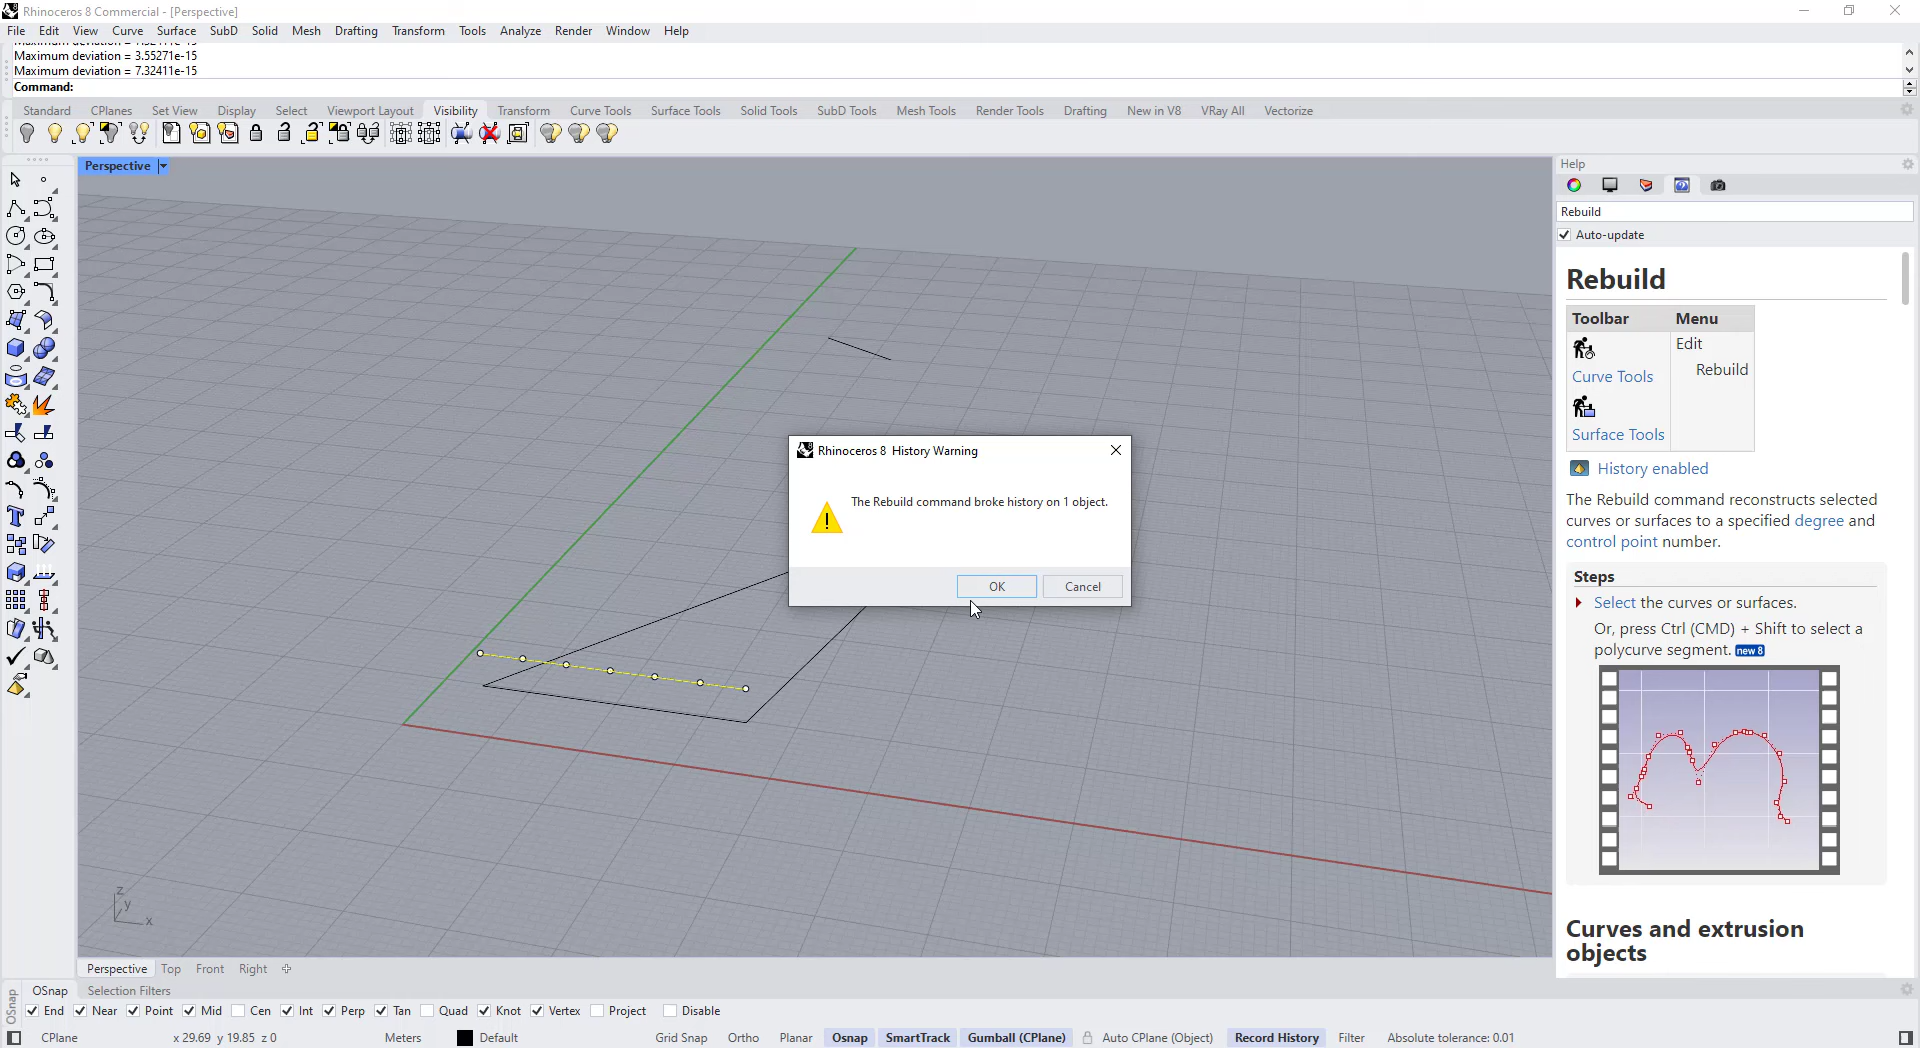 Rhinoceros 8 Commercial - [Perspective]
File Edit View Curve Surface SubD Solid Mesh Drafting Transform Tools Analyze Render Window Help
Maximum deviation = 3.55271e-15
Maximum deviation = 7.32411e-15
Command:
Standard CPlanes Set View Display Select Viewport Layout Visibility Transform Curve Tools Surface Tools Solid Tools SubD Tools Mesh Tools Render Tools Drafting New in V8 VRay All Vectorize
Perspective
Rhinoceros 8 History Warning
The Rebuild command broke history on 1 object.
OK Cancel
z
y
x
Help
Rebuild
Auto-update
Rebuild
Toolbar Menu
Edit
Curve Tools Rebuild
Surface Tools
History enabled
The Rebuild command reconstructs selected
curves or surfaces to a specified degree and
control point number.
Steps
Select the curves or surfaces.
Or, press Ctrl (CMD) + Shift to select a
polycurve segment. new 8
Curves and extrusion
objects
Perspective Top Front Right
OSnap Selection Filters
OSnap
End Near Point Mid Cen Int Perp Tan Quad Knot Vertex Project Disable
CPlane x 29.69 y 19.85 z 0 Meters Default Grid Snap Ortho Planar Osnap SmartTrack Gumball (CPlane) Auto CPlane (Object) Record History Filter Absolute tolerance: 0.01